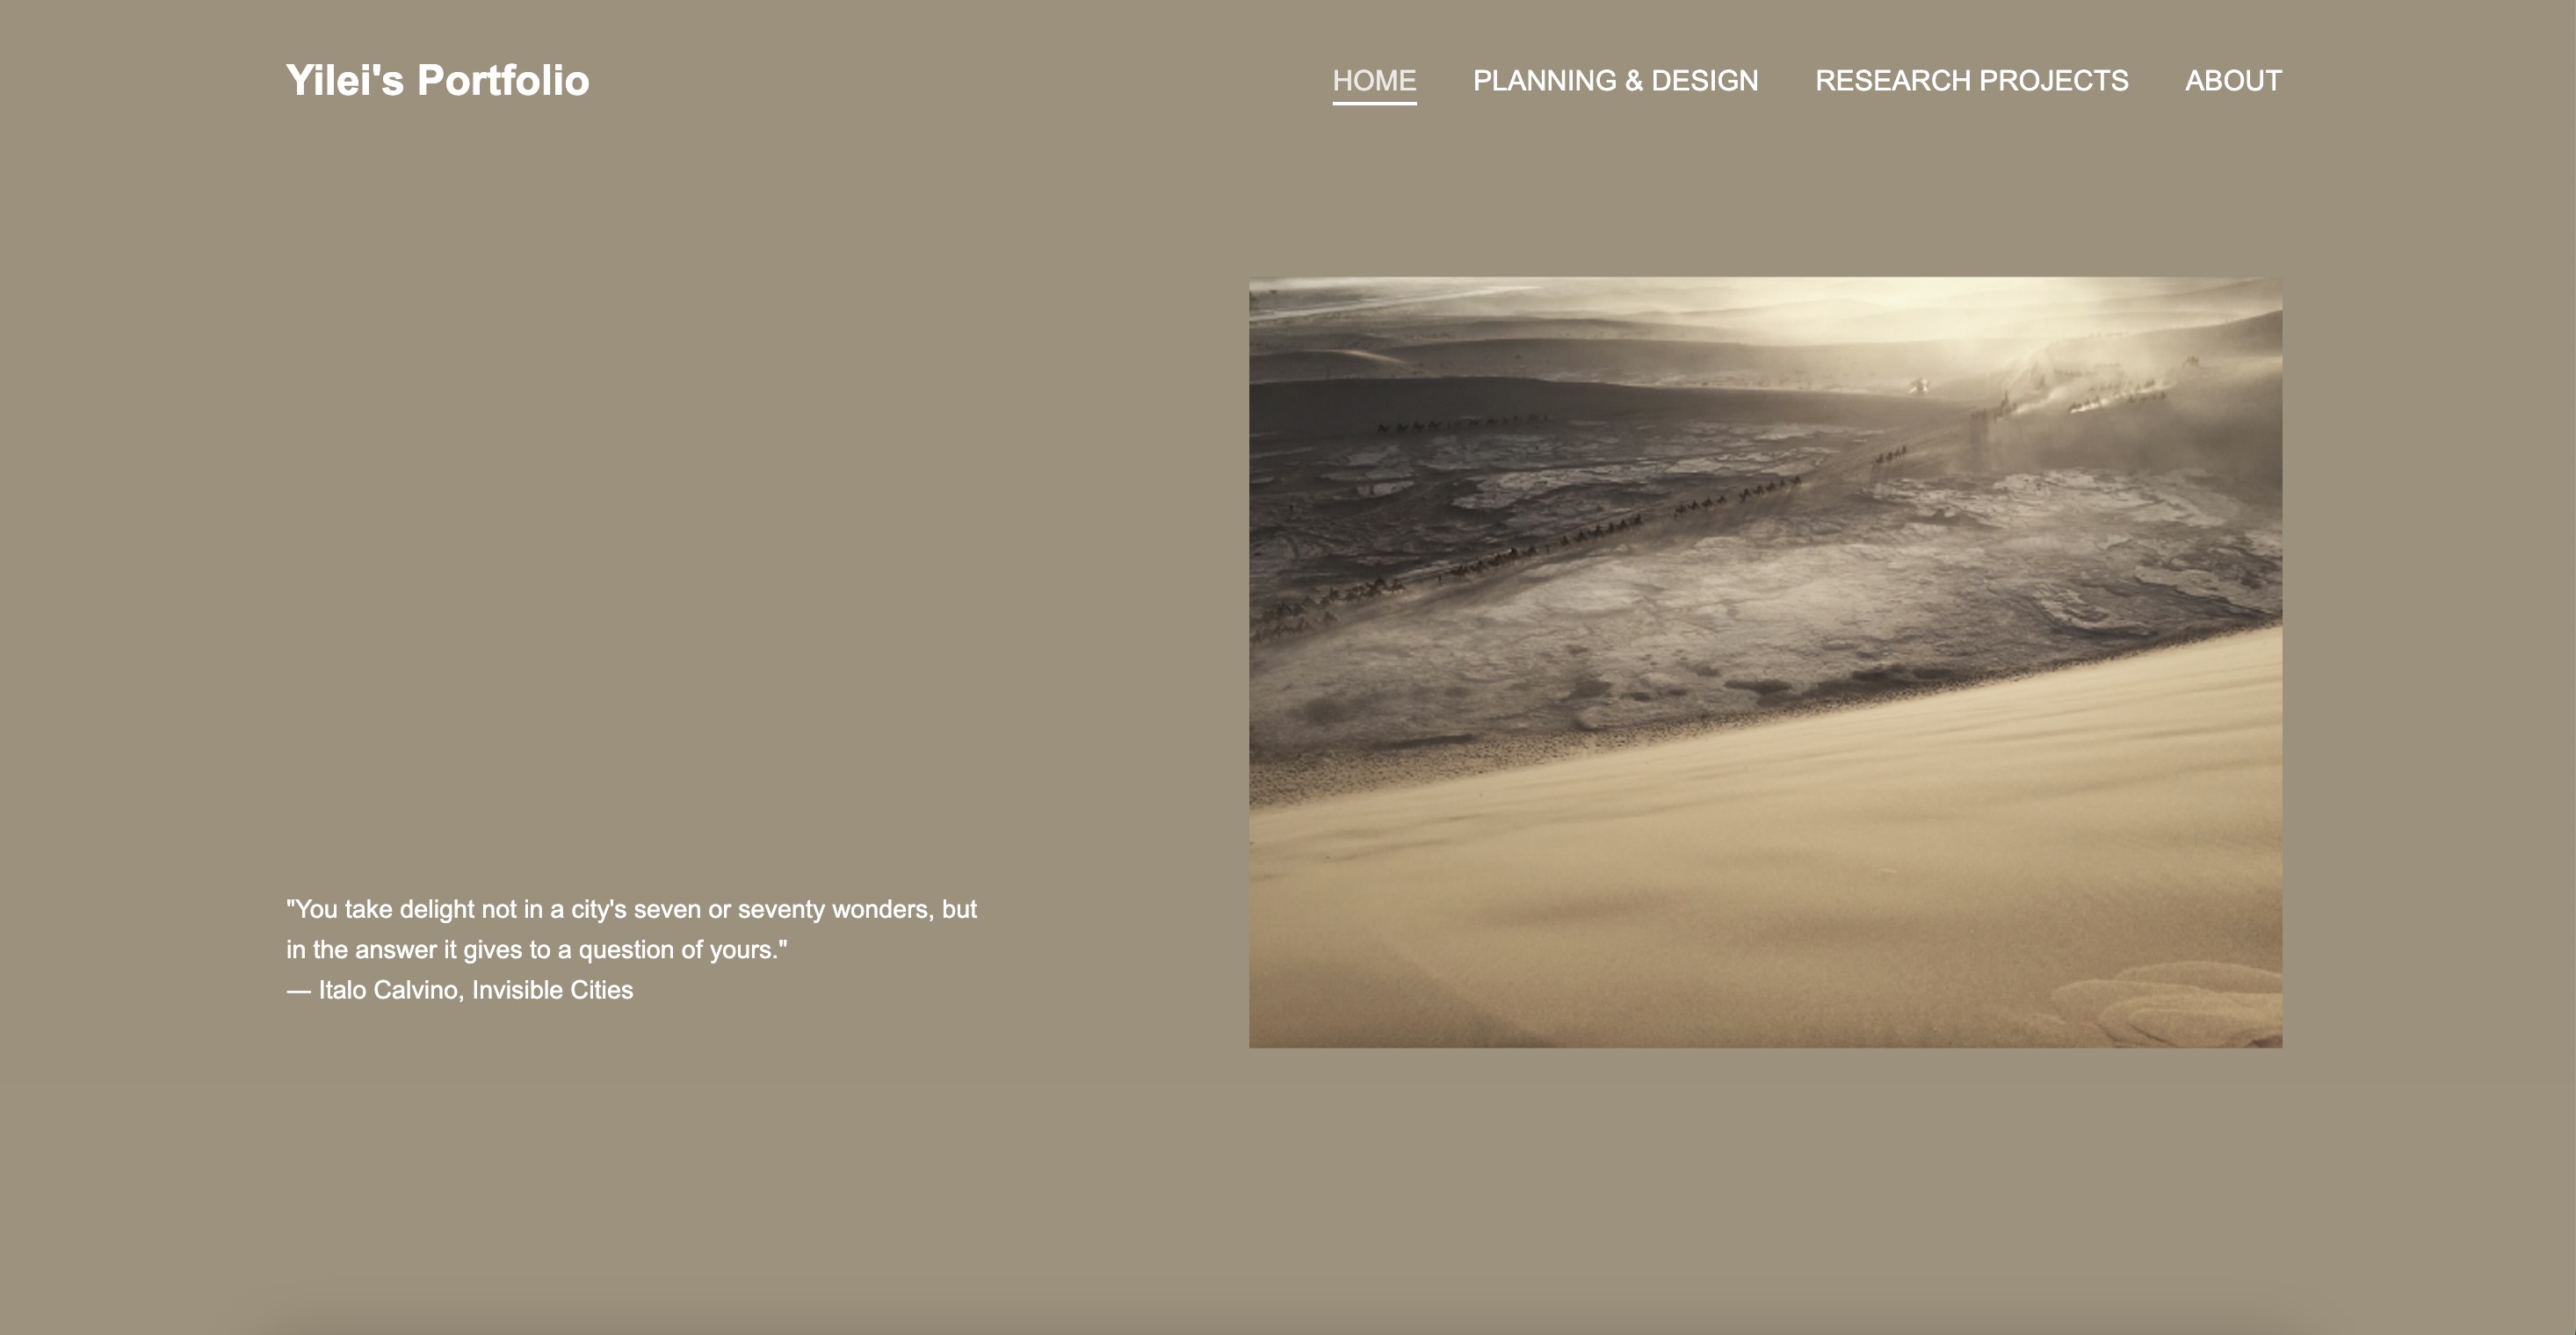 Yilei's Portfolio
HOME PLANNING & DESIGN RESEARCH PROJECTS ABOUT
"You take delight not in a city's seven or seventy wonders, but
in the answer it gives to a question of yours."
— Italo Calvino, Invisible Cities